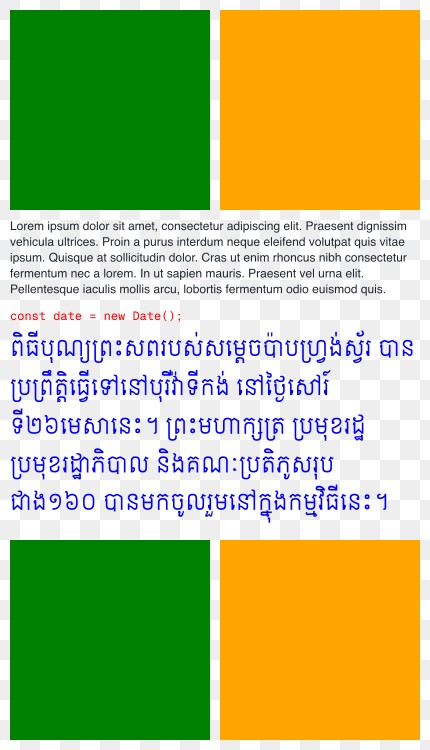 Lorem ipsum dolor sit amet, consectetur adipiscing elit. Praesent dignissim
vehicula ultrices. Proin a purus interdum neque eleifend volutpat quis vitae
ipsum. Quisque at sollicitudin dolor. Cras ut enim rhoncus nibh consectetur
fermentum nec a lorem. In ut sapien mauris. Praesent vel urna elit.
Pellentesque iaculis mollis arcu, lobortis fermentum odio euismod quis.
const date = new Date();
ពិធីបុណ្យព្រះសពរបស់សម្តេចប៉ាបហ្វ្រង់ស្វ័រ បាន
ប្រព្រឹត្តិធ្វើទៅនៅបុរីវ៉ាទីកង់ នៅថ្ងៃសៅរ៍
ទី២៦មេសានេះ។ ព្រះមហាក្សត្រ ប្រមុខរដ្ឋ
ប្រមុខរដ្ឋាភិបាល និងគណៈប្រតិភូសរុប
ជាង១៦០ បានមកចូលរួមនៅក្នុងកម្មវិធីនេះ។